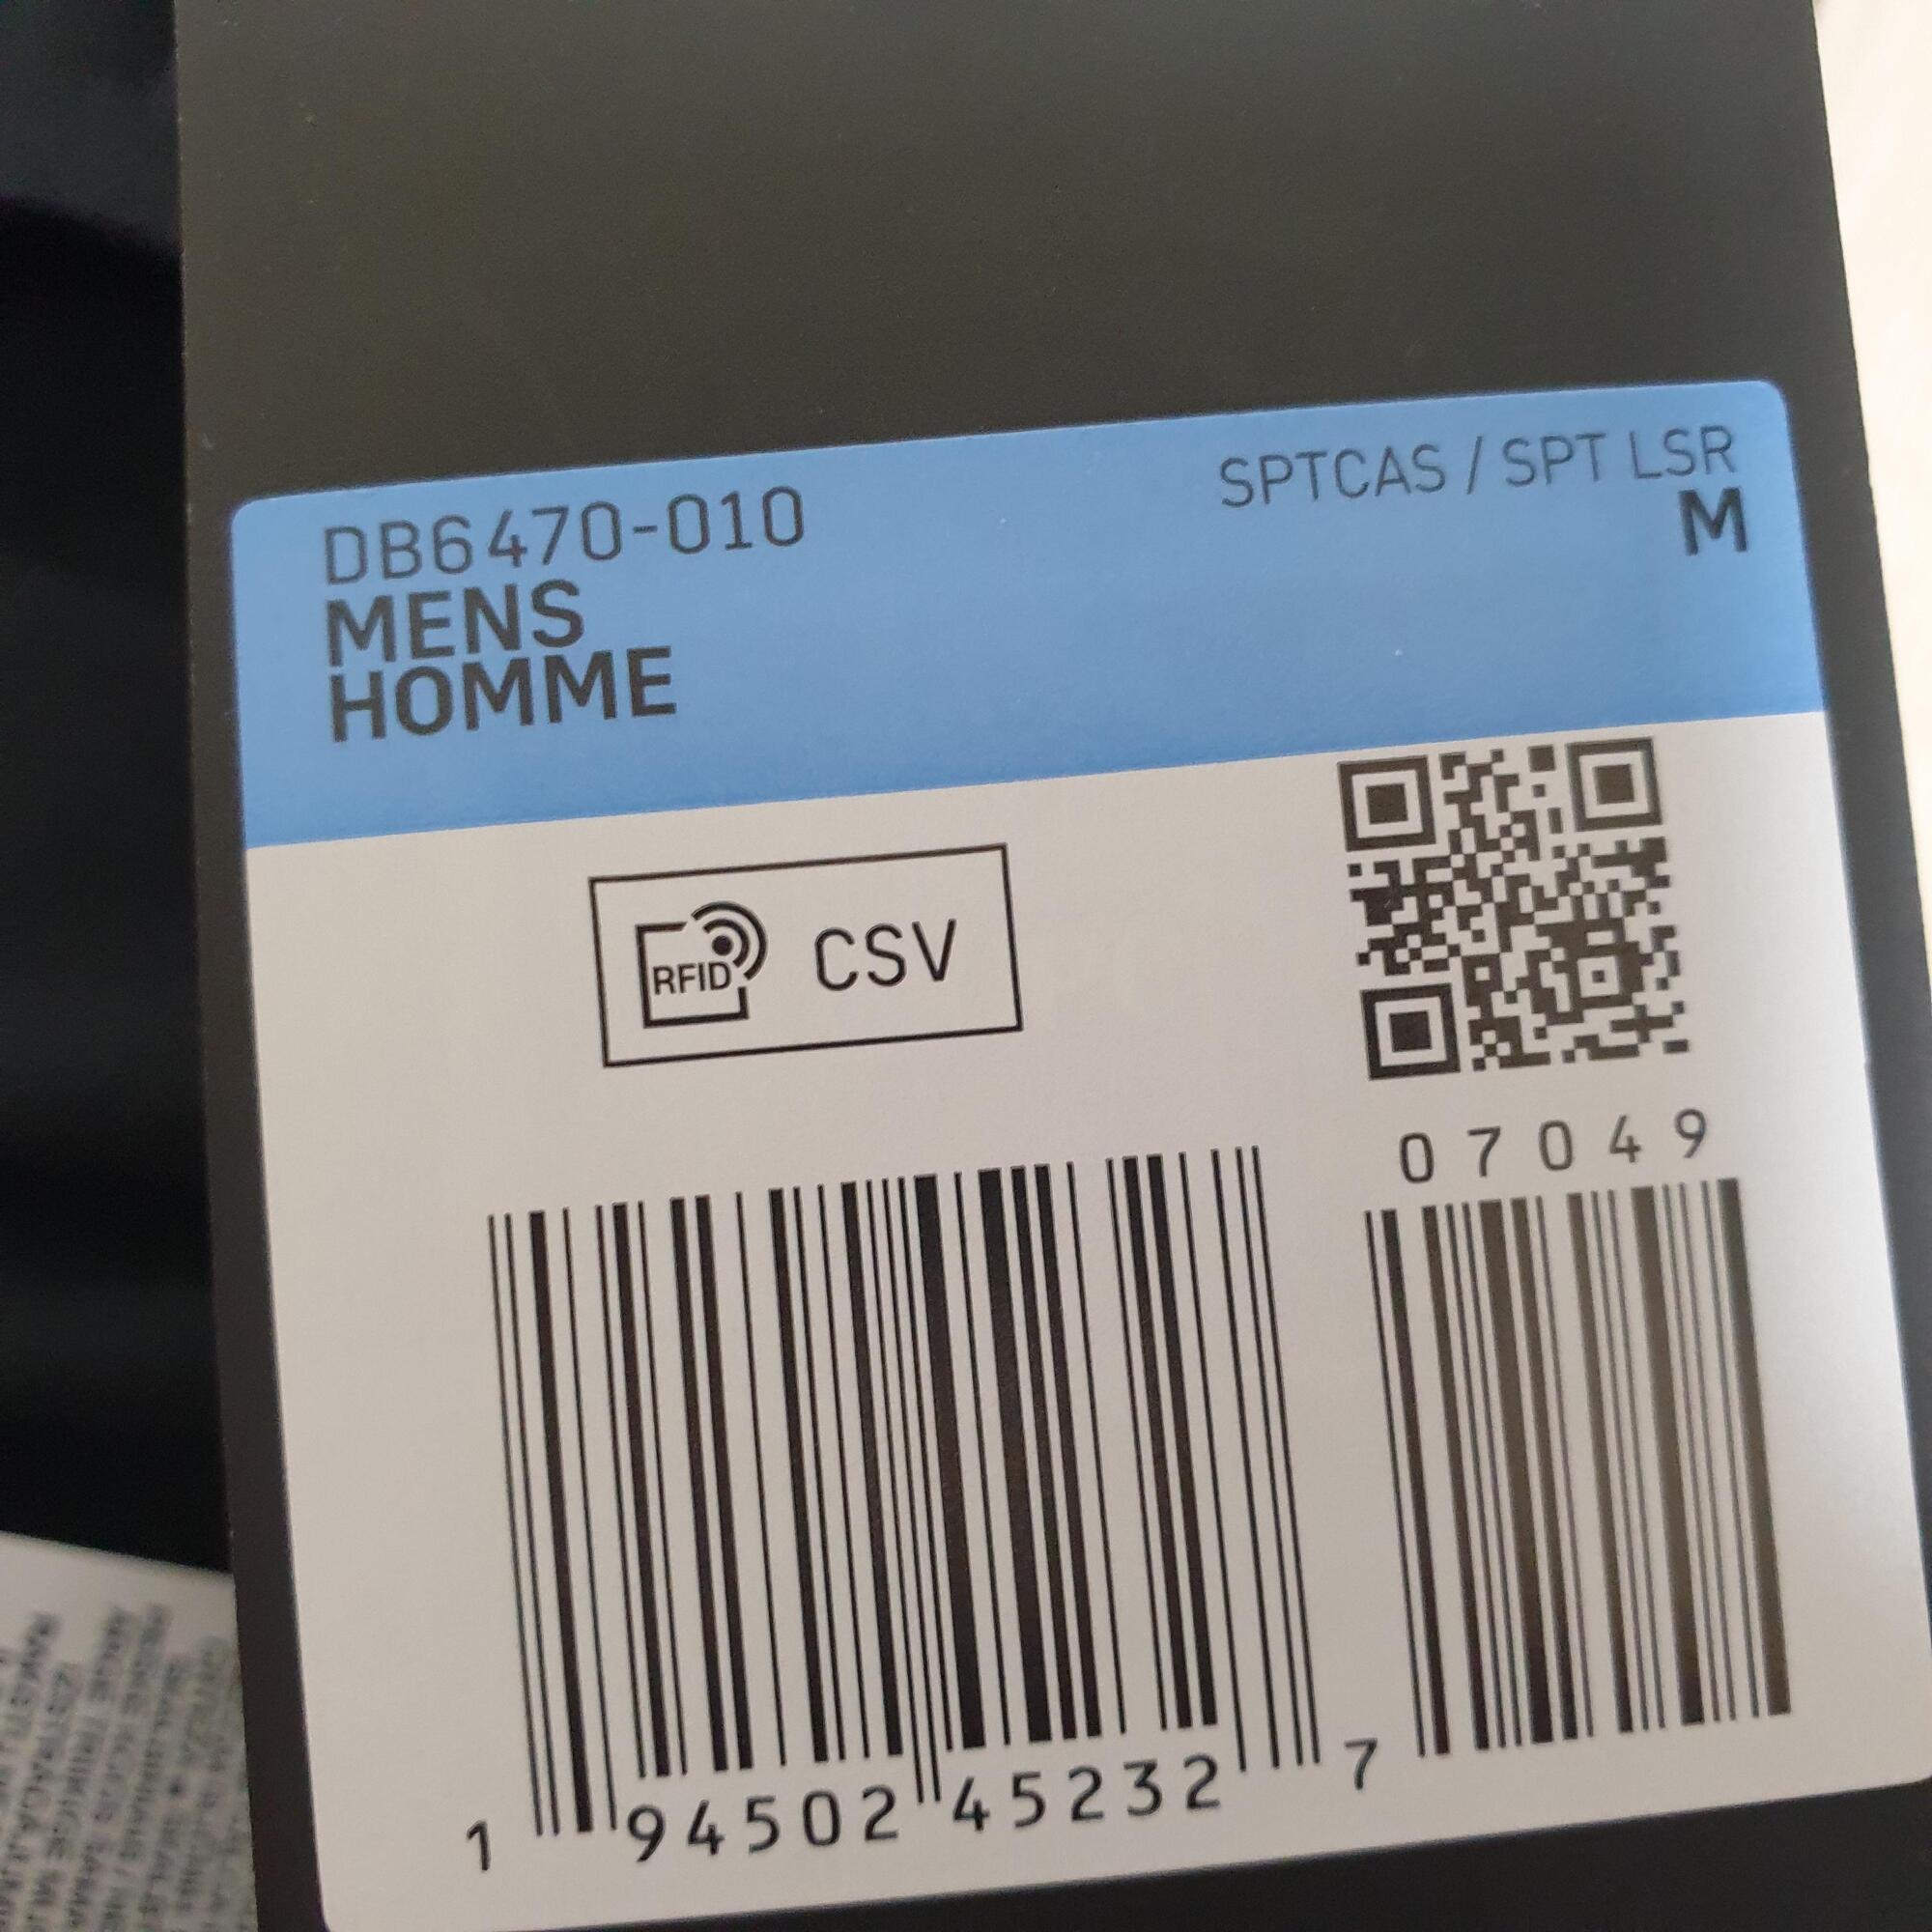 DB6470-010
SPTCAS / SPT LSR
MENS
M
HOMME
RFID CSV
07049
1 94502 45232 7